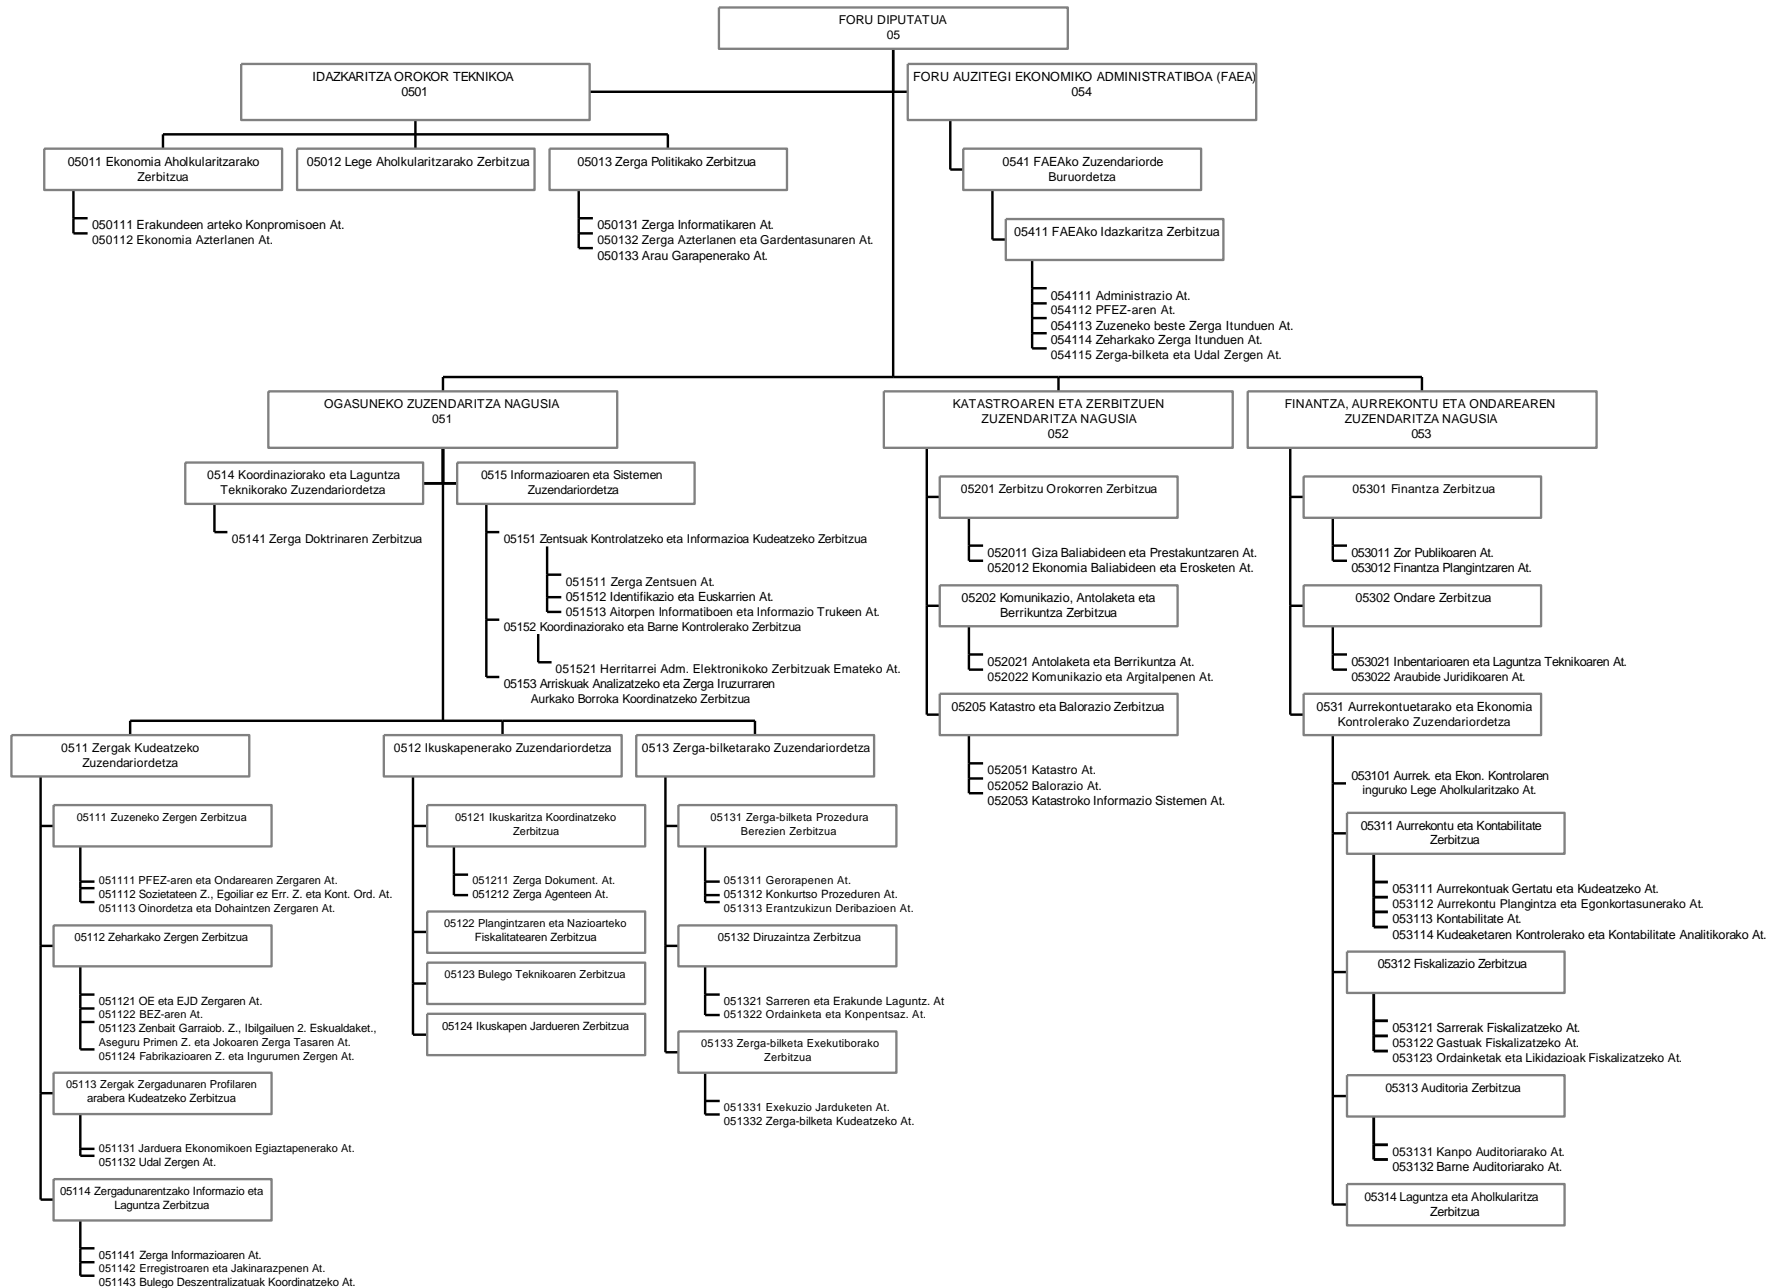 FORU DIPUTATUA
05
IDAZKARITZA OROKOR TEKNIKOA
0501
FORU AUZITEGI EKONOMIKO ADMINISTRATIBOA (FAEA)
054
05011 Ekonomia Aholkularitzarako
Zerbitzua
05012 Lege Aholkularitzarako Zerbitzua
05013 Zerga Politikako Zerbitzua
050111 Erakundeen arteko Konpromisoen At.
050112 Ekonomia Azterlanen At.
050131 Zerga Informatikaren At.
050132 Zerga Azterlanen eta Gardentasunaren At.
050133 Arau Garapenerako At.
0541 FAEAko Zuzendariorde
Buruordetza
05411 FAEAko Idazkaritza Zerbitzua
054111 Administrazio At.
054112 PFEZ-aren At.
054113 Zuzeneko beste Zerga Itunduen At.
054114 Zeharkako Zerga Itunduen At.
054115 Zerga-bilketa eta Udal Zergen At.
OGASUNEKO ZUZENDARITZA NAGUSIA
051
0514 Koordinaziorako eta Laguntza
Teknikorako Zuzendariordetza
05141 Zerga Doktrinaren Zerbitzua
0515 Informazioaren eta Sistemen
Zuzendariordetza
05151 Zentsuak Kontrolatzeko eta Informazioa Kudeatzeko Zerbitzua
051511 Zerga Zentsuen At.
051512 Identifikazio eta Euskarrien At.
051513 Aitorpen Informatiboen eta Informazio Trukeen At.
05152 Koordinaziorako eta Barne Kontrolerako Zerbitzua
051521 Herritarrei Adm. Elektronikoko Zerbitzuak Emateko At.
05153 Arriskuak Analizatzeko eta Zerga Iruzurraren
Aurkako Borroka Koordinatzeko Zerbitzua
0511 Zergak Kudeatzeko
Zuzendariordetza
05111 Zuzeneko Zergen Zerbitzua
051111 PFEZ-aren eta Ondarearen Zergaren At.
051112 Sozietateen Z., Egoiliar ez Err. Z. eta Kont. Ord. At.
051113 Oinordetza eta Dohaintzen Zergaren At.
05112 Zeharkako Zergen Zerbitzua
051121 OE eta EJD Zergaren At.
051122 BEZ-aren At.
051123 Zenbait Garraiob. Z., Ibilgailuen 2. Eskualdaket.,
Aseguru Primen Z. eta Jokoaren Zerga Tasaren At.
051124 Fabrikazioaren Z. eta Ingurumen Zergen At.
05113 Zergak Zergadunaren Profilaren
arabera Kudeatzeko Zerbitzua
051131 Jarduera Ekonomikoen Egiaztapenerako At.
051132 Udal Zergen At.
05114 Zergadunarentzako Informazio eta
Laguntza Zerbitzua
051141 Zerga Informazioaren At.
051142 Erregistroaren eta Jakinarazpenen At.
051143 Bulego Deszentralizatuak Koordinatzeko At.
0512 Ikuskapenerako Zuzendariordetza
05121 Ikuskaritza Koordinatzeko
Zerbitzua
051211 Zerga Dokument. At.
051212 Zerga Agenteen At.
05122 Plangintzaren eta Nazioarteko
Fiskalitatearen Zerbitzua
05123 Bulego Teknikoaren Zerbitzua
05124 Ikuskapen Jardueren Zerbitzua
0513 Zerga-bilketarako Zuzendariordetza
05131 Zerga-bilketa Prozedura
Berezien Zerbitzua
051311 Gerorapenen At.
051312 Konkurtso Prozeduren At.
051313 Erantzukizun Deribazioen At.
05132 Diruzaintza Zerbitzua
051321 Sarreren eta Erakunde Laguntz. At
051322 Ordainketa eta Konpentsaz. At.
05133 Zerga-bilketa Exekutiborako
Zerbitzua
051331 Exekuzio Jarduketen At.
051332 Zerga-bilketa Kudeatzeko At.
KATASTROAREN ETA ZERBITZUEN
ZUZENDARITZA NAGUSIA
052
05201 Zerbitzu Orokorren Zerbitzua
052011 Giza Baliabideen eta Prestakuntzaren At.
052012 Ekonomia Baliabideen eta Erosketen At.
05202 Komunikazio, Antolaketa eta
Berrikuntza Zerbitzua
052021 Antolaketa eta Berrikuntza At.
052022 Komunikazio eta Argitalpenen At.
05205 Katastro eta Balorazio Zerbitzua
052051 Katastro At.
052052 Balorazio At.
052053 Katastroko Informazio Sistemen At.
FINANTZA, AURREKONTU ETA ONDAREAREN
ZUZENDARITZA NAGUSIA
053
05301 Finantza Zerbitzua
053011 Zor Publikoaren At.
053012 Finantza Plangintzaren At.
05302 Ondare Zerbitzua
053021 Inbentarioaren eta Laguntza Teknikoaren At.
053022 Araubide Juridikoaren At.
0531 Aurrekontuetarako eta Ekonomia
Kontrolerako Zuzendariordetza
053101 Aurrek. eta Ekon. Kontrolaren
inguruko Lege Aholkularitzako At.
05311 Aurrekontu eta Kontabilitate
Zerbitzua
053111 Aurrekontuak Gertatu eta Kudeatzeko At.
053112 Aurrekontu Plangintza eta Egonkortasunerako At.
053113 Kontabilitate At.
053114 Kudeaketaren Kontrolerako eta Kontabilitate Analitikorako At.
05312 Fiskalizazio Zerbitzua
053121 Sarrerak Fiskalizatzeko At.
053122 Gastuak Fiskalizatzeko At.
053123 Ordainketak eta Likidazioak Fiskalizatzeko At.
05313 Auditoria Zerbitzua
053131 Kanpo Auditoriarako At.
053132 Barne Auditoriarako At.
05314 Laguntza eta Aholkularitza
Zerbitzua